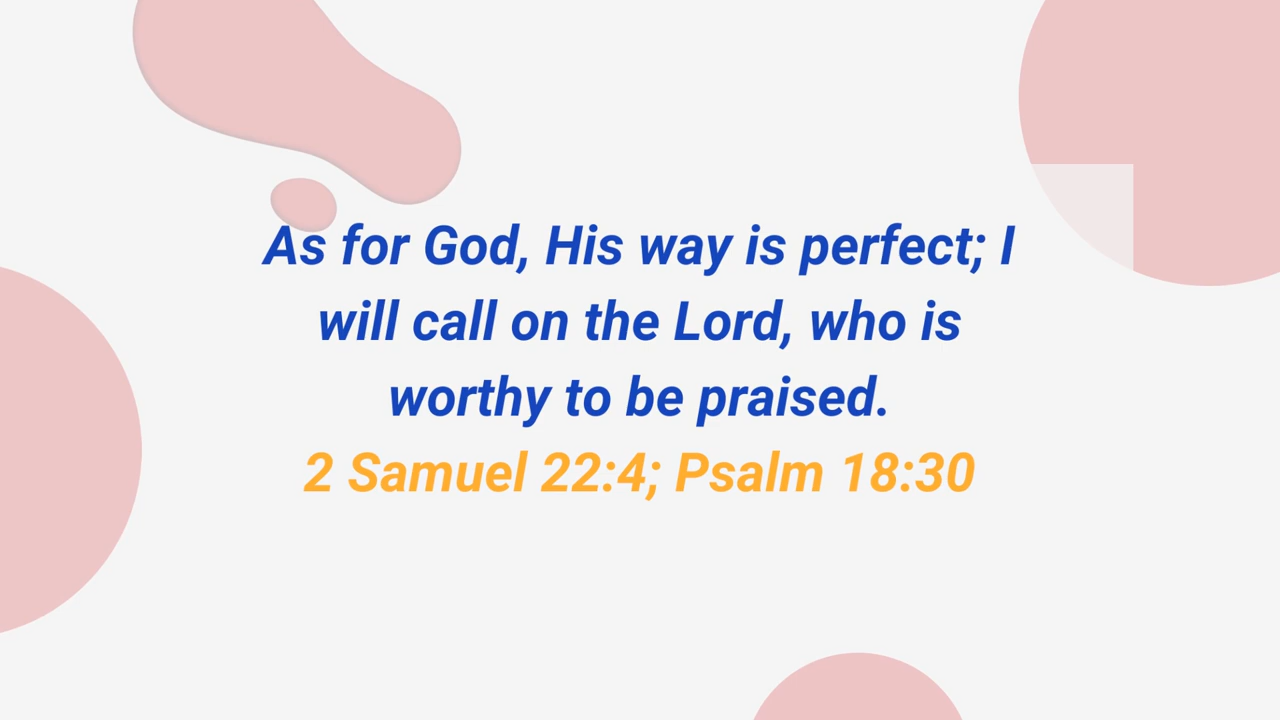 As for God, His way is perfect; I
will call on the Lord, who is
worthy to be praised.
2 Samuel 22:4; Psalm 18:30